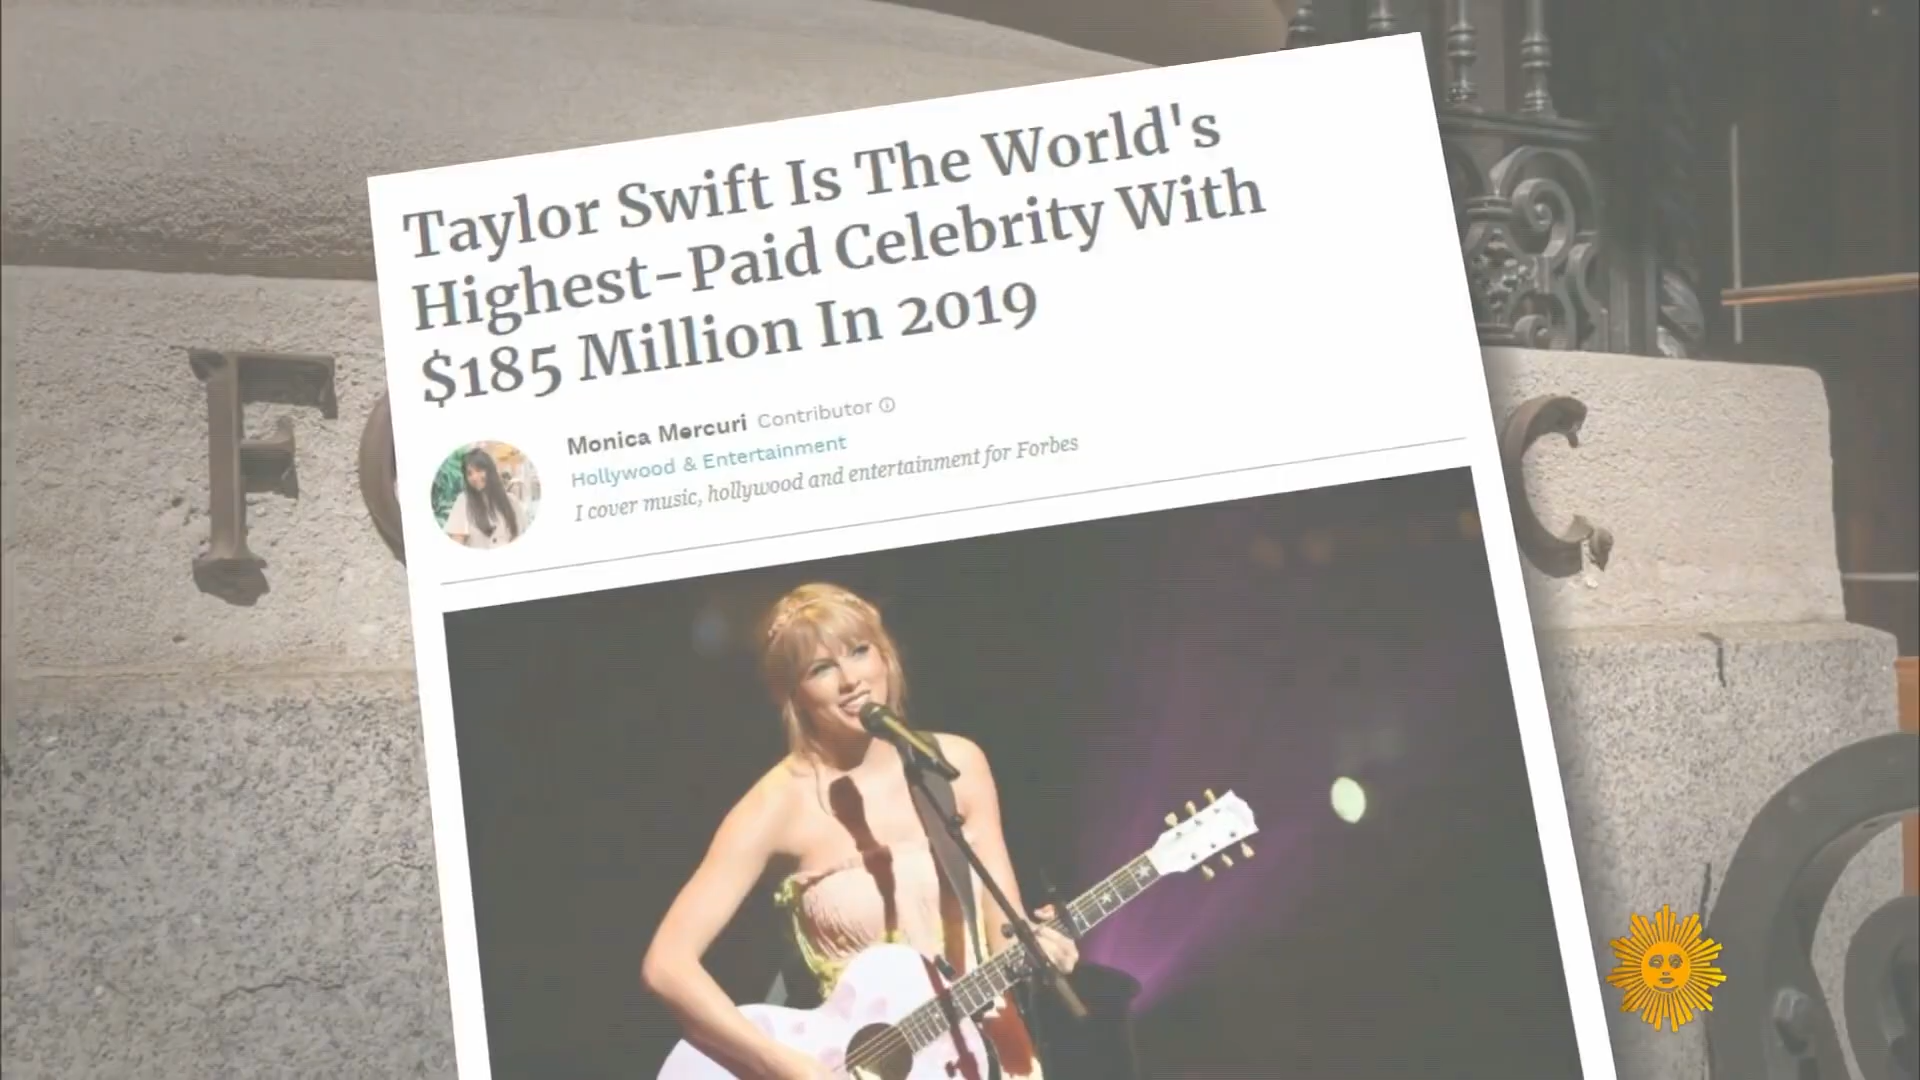 Taylor Swift Is The World's
Highest-Paid Celebrity With
$185 Million In 2019
Monica Mercuri Contributor
Hollywood & Entertainment
I cover music, hollywood and entertainment for Forbes
F
C